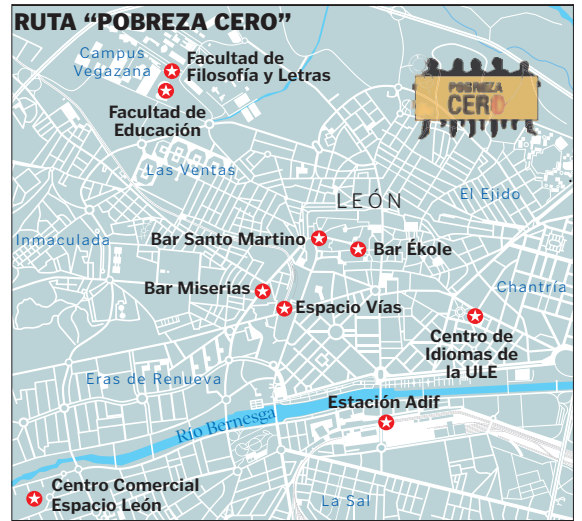 RUTA “POBREZA CERO”
Campus
Vegazana
Facultad de
Filosofía y Letras
Facultad de
Educación
POBREZA
CERO
Las Ventas
LEÓN
El Ejido
Inmaculada
Bar Santo Martino
Bar Ékole
Bar Miserias
Chantría
Espacio Vías
Centro de
Idiomas de
la ULE
Eras de Renueva
Estación Adif
Río Bernesga
Centro Comercial
Espacio León
La Sal